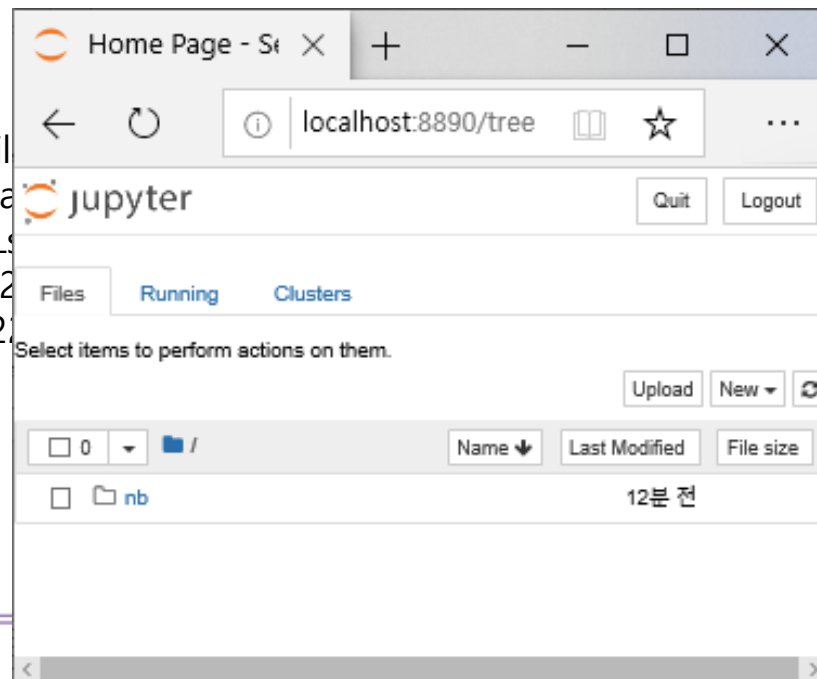 Home Page - Se
localhost:8890/tree
jupyter
Quit
Logout
Files
Running
Clusters
Select items to perform actions on them.
Upload
New
0
/
Name
Last Modified
File size
nb
12분 전